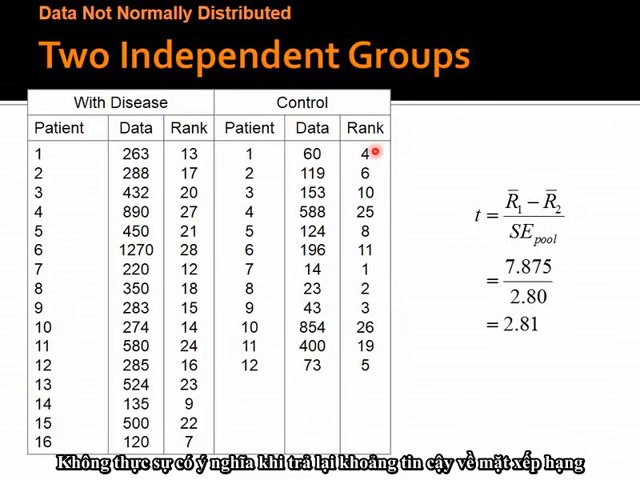 Data Not Normally Distributed
Two Independent Groups
With Disease Control
Patient Data Rank Patient Data Rank
1 263 13 1 60 4
2 288 17 2 119 6
3 432 20 3 153 10
4 890 27 4 588 25
5 450 21 5 124 8
6 1270 28 6 196 11
7 220 12 7 14 1
8 350 18 8 23 2
9 283 15 9 43 3
10 274 14 10 854 26
11 580 24 11 400 19
12 285 16 12 73 5
13 524 23
14 135 9
15 500 22
16 120 7
t = (R̅₁ − R̅₂) / SE_pool
= 7.875 / 2.80
= 2.81
Không thực sự có ý nghĩa khi trả lại khoảng tin cậy về mặt xếp hạng